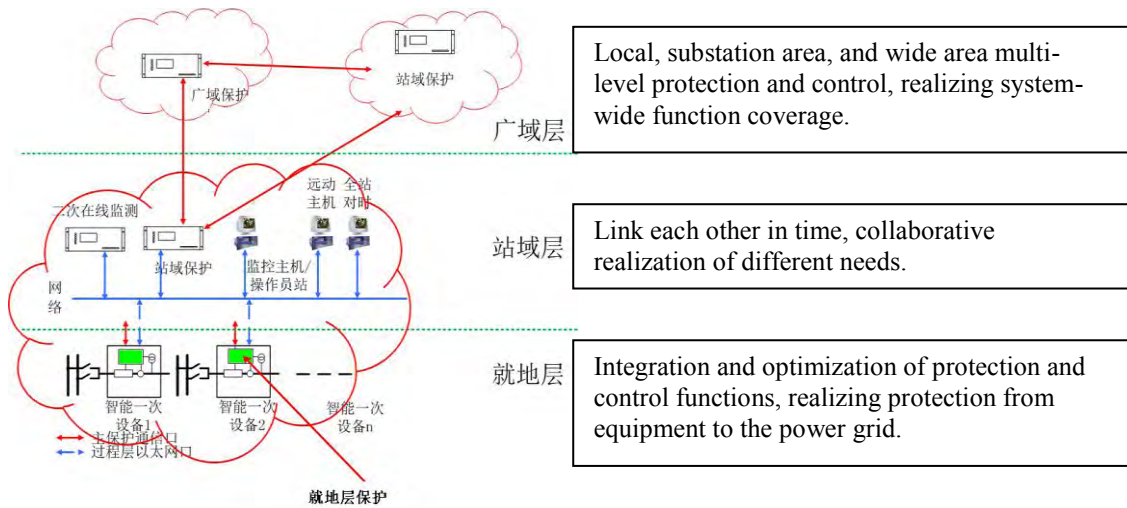 广域保护
站域保护
广域层
Local, substation area, and wide area multi-
level protection and control, realizing system-
wide function coverage.
二次在线监测
站域保护
监控主机/
操作员站
远动
主机
全站
对时
网
络
站域层
Link each other in time, collaborative
realization of different needs.
智能一次
设备1
智能一次
设备2
智能一次
设备n
就地层
Integration and optimization of protection and
control functions, realizing protection from
equipment to the power grid.
主保护通信口
过程层以太网口
就地层保护